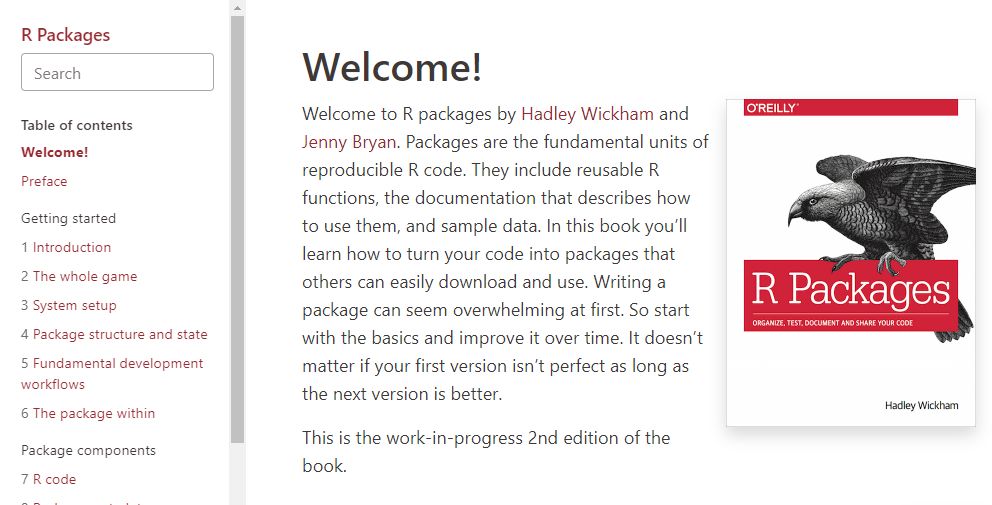 R Packages
Search
Table of contents
Welcome!
Preface
Getting started
1 Introduction
2 The whole game
3 System setup
4 Package structure and state
5 Fundamental development
workflows
6 The package within
Package components
7 R code
Welcome!
Welcome to R packages by Hadley Wickham and
Jenny Bryan. Packages are the fundamental units of
reproducible R code. They include reusable R
functions, the documentation that describes how
to use them, and sample data. In this book you’ll
learn how to turn your code into packages that
others can easily download and use. Writing a
package can seem overwhelming at first. So start
with the basics and improve it over time. It doesn’t
matter if your first version isn’t perfect as long as
the next version is better.
This is the work-in-progress 2nd edition of the
book.
O'REILLY®
R Packages
ORGANIZE, TEST, DOCUMENT AND SHARE YOUR CODE
Hadley Wickham